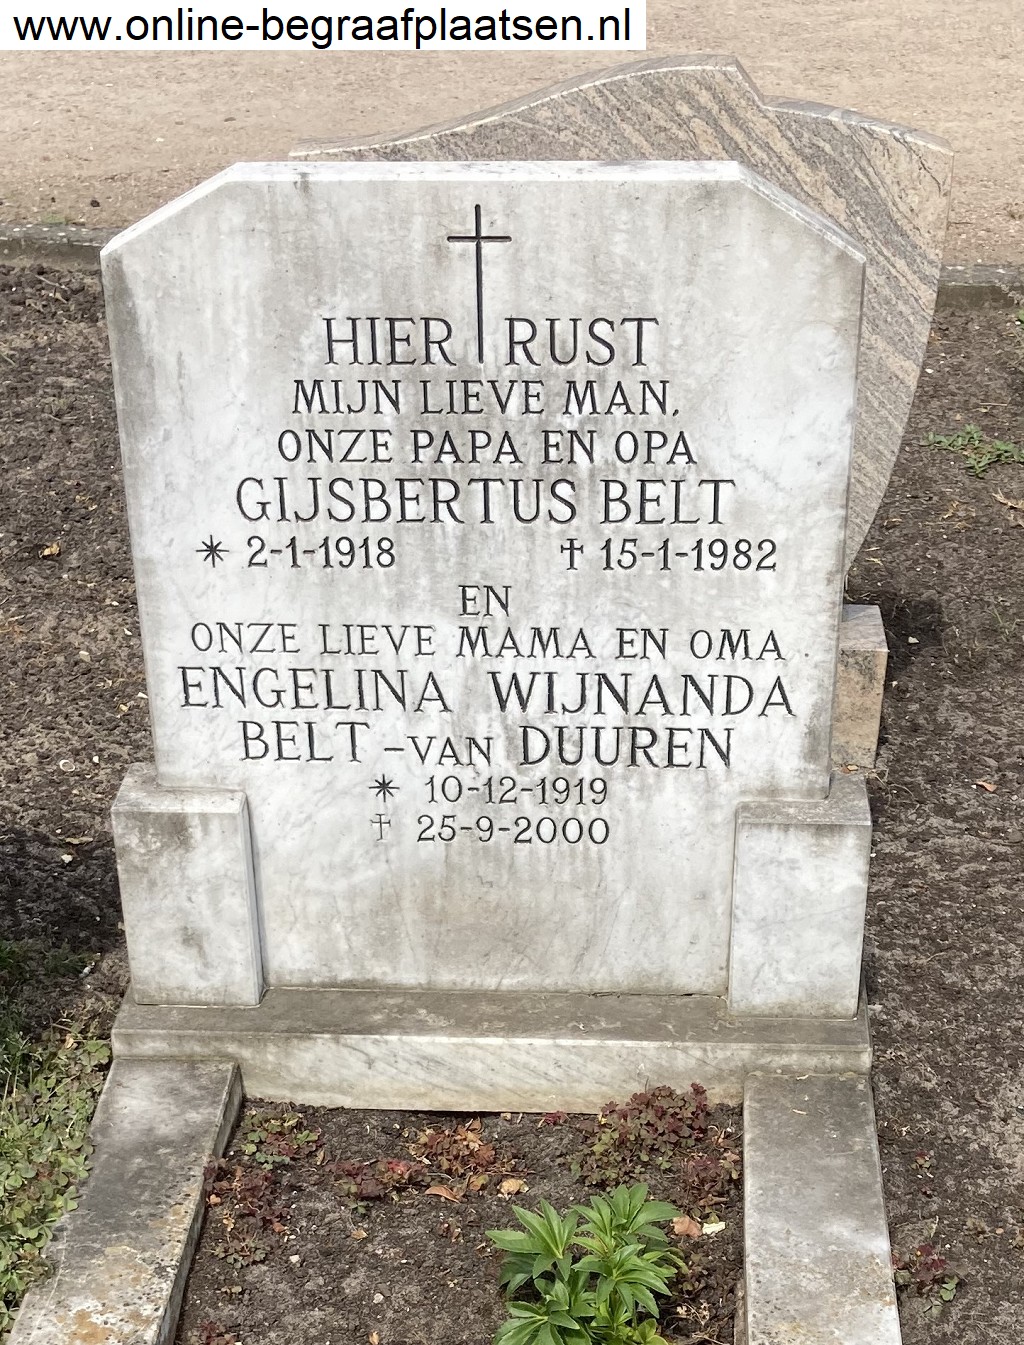 www.online-begraafplaatsen.nl
HIER RUST
MIJN LIEVE MAN,
ONZE PAPA EN OPA
GIJSBERTUS BELT
* 2-1-1918 † 15-1-1982
EN
ONZE LIEVE MAMA EN OMA
ENGELINA WIJNANDA
BELT - VAN DUUREN
* 10-12-1919
† 25-9-2000